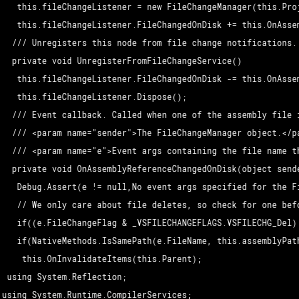 this.fileChangeListener = new FileChangeManager(this.Proj
this.fileChangeListener.FileChangedOnDisk += this.OnAssem
/// Unregisters this node from file change notifications.
private void UnregisterFromFileChangeService()
this.fileChangeListener.FileChangedOnDisk -= this.OnAssem
this.fileChangeListener.Dispose();
/// Event callback. Called when one of the assembly file i
/// <param name="sender">The FileChangeManager object.</pa
/// <param name="e">Event args containing the file name th
private void OnAssemblyReferenceChangedOnDisk(object sende
Debug.Assert(e != null,No event args specified for the Fi
// We only care about file deletes, so check for one befo
if((e.FileChangeFlag & _VSFILECHANGEFLAGS.VSFILECHG_Del)
if(NativeMethods.IsSamePath(e.FileName, this.assemblyPath
this.OnInvalidateItems(this.Parent);
using System.Reflection;
using System.Runtime.CompilerServices;